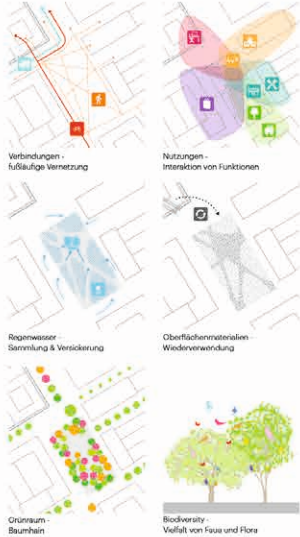 Verbindungen -
fußläufige Vernetzung
Nutzungen -
Interaktion von Funktionen
Regenwasser -
Sammlung & Versickerung
Oberflächenmaterialien -
Wiederverwendung
Grünraum -
Baumhain
Biodiversity -
Vielfalt von Faua und Flora